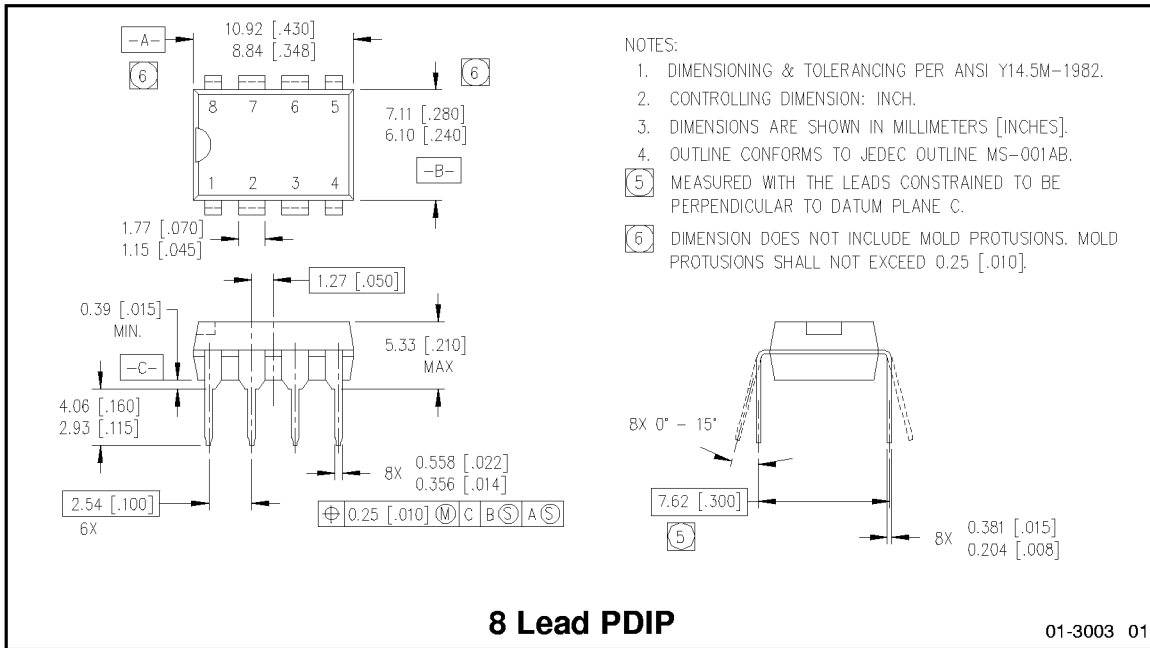 10.92 [.430]
8.84 [.348]
-A-
6
6
8 7 6 5
7.11 [.280]
6.10 [.240]
-B-
1 2 3 4
1.77 [.070]
1.15 [.045]
1.27 [.050]
0.39 [.015]
MIN.
5.33 [.210]
MAX
-C-
4.06 [.160]
2.93 [.115]
8X 0.558 [.022]
0.356 [.014]
2.54 [.100]
6X
⌖ 0.25 [.010] Ⓜ C B Ⓢ A Ⓢ
NOTES:
1. DIMENSIONING & TOLERANCING PER ANSI Y14.5M-1982.
2. CONTROLLING DIMENSION: INCH.
3. DIMENSIONS ARE SHOWN IN MILLIMETERS [INCHES].
4. OUTLINE CONFORMS TO JEDEC OUTLINE MS-001AB.
5 MEASURED WITH THE LEADS CONSTRAINED TO BE
PERPENDICULAR TO DATUM PLANE C.
6 DIMENSION DOES NOT INCLUDE MOLD PROTUSIONS. MOLD
PROTUSIONS SHALL NOT EXCEED 0.25 [.010].
8X 0° - 15°
7.62 [.300]
5
8X 0.381 [.015]
0.204 [.008]
8 Lead PDIP
01-3003 01